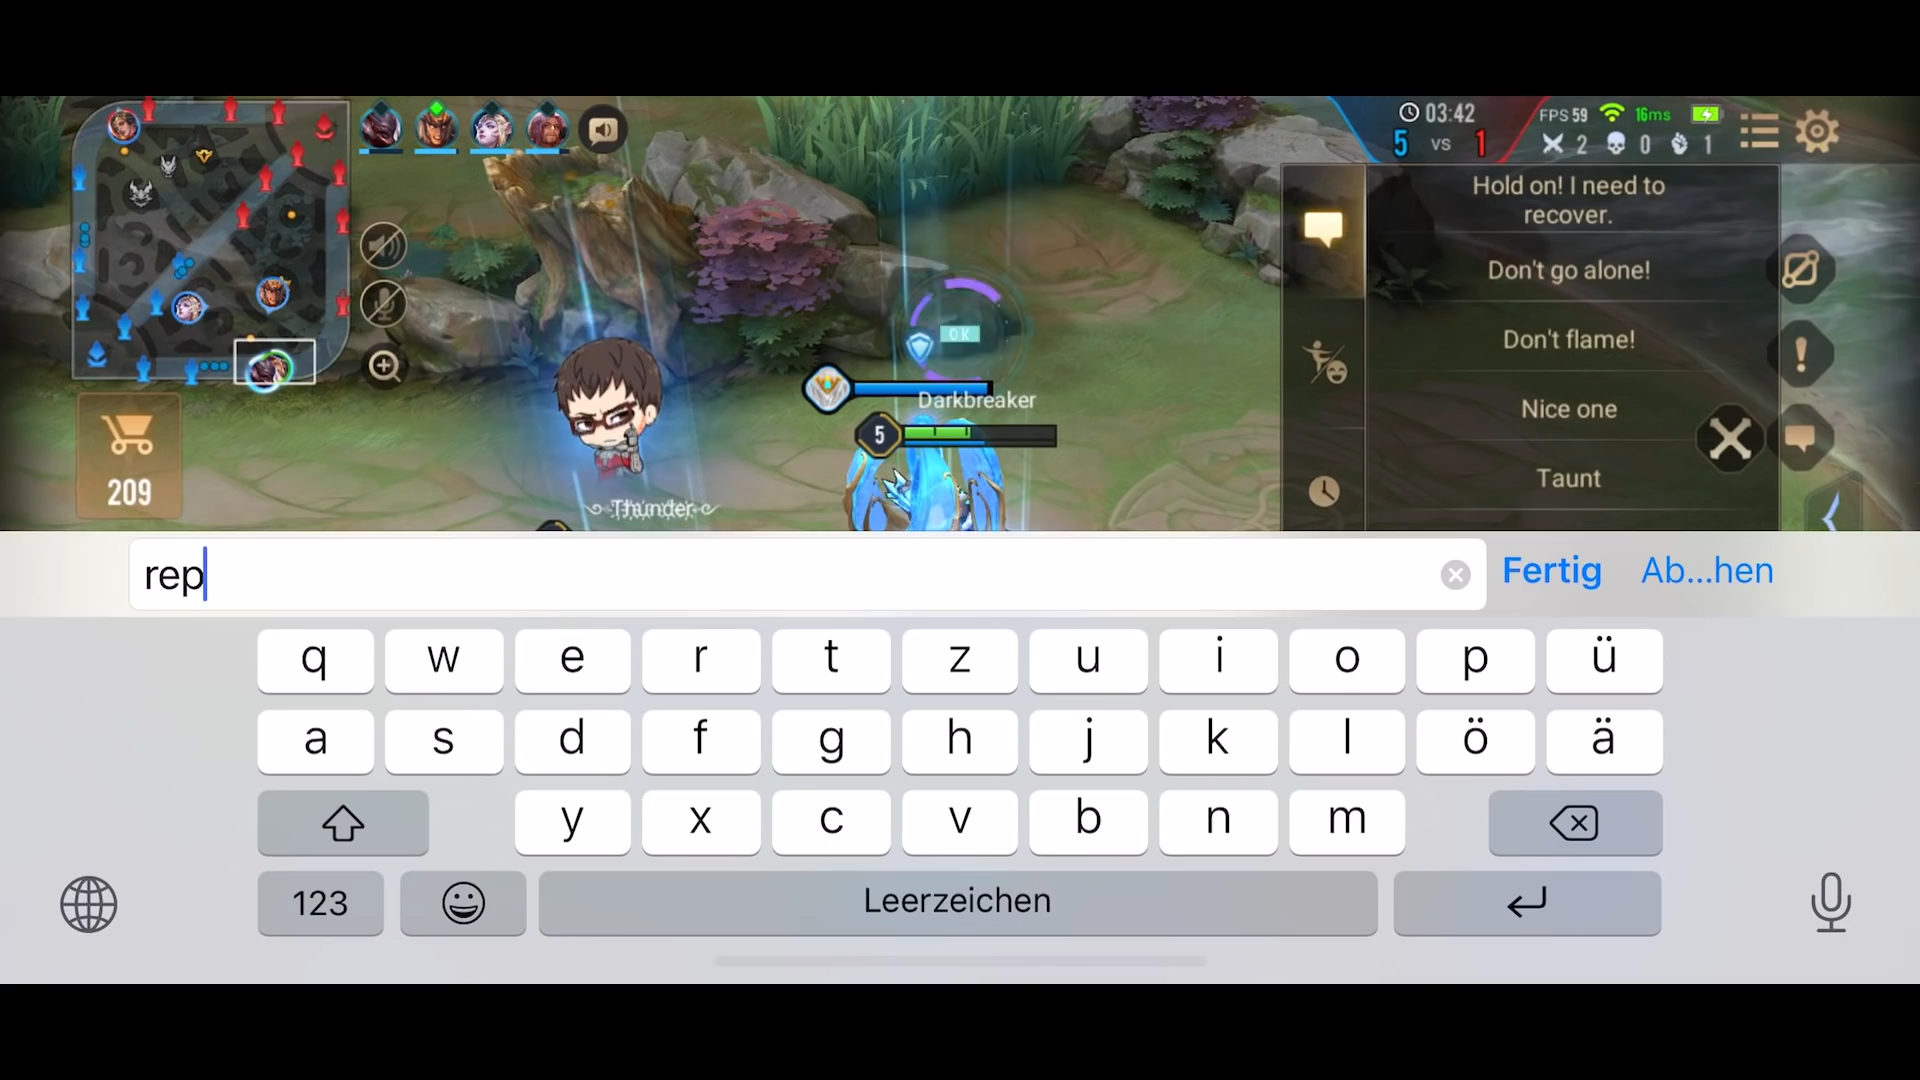 03:42
5 VS 1
FPS 59
16ms
2 0 1
Hold on! I need to
recover.
Don't go alone!
Don't flame!
Nice one
Taunt
OK
Darkbreaker
5
209
Thunder
rep
Fertig
Ab...hen
q w e r t z u i o p ü
a s d f g h j k l ö ä
y x c v b n m
123
Leerzeichen